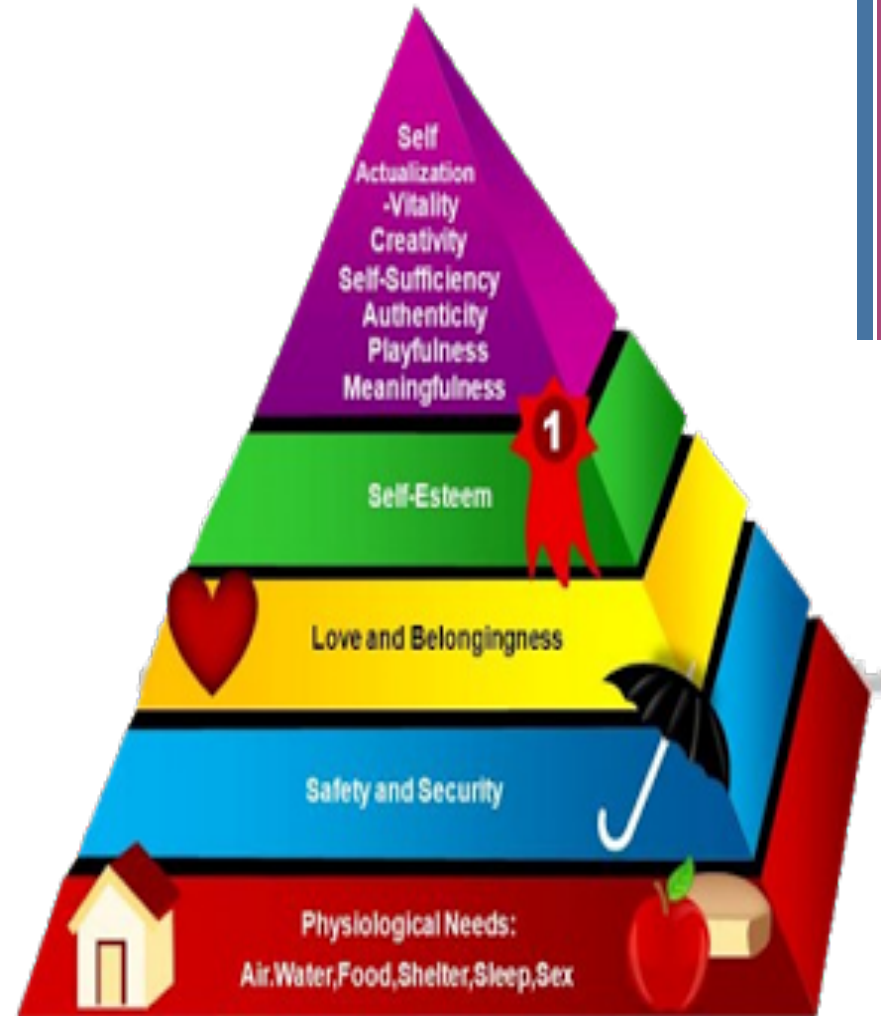 Self
Actualization
-Vitality
Creativity
Self-Sufficiency
Authenticity
Playfulness
Meaningfulness
1
Self-Esteem
Love and Belongingness
Safety and Security
Physiological Needs:
Air.Water,Food,Shelter,Sleep,Sex